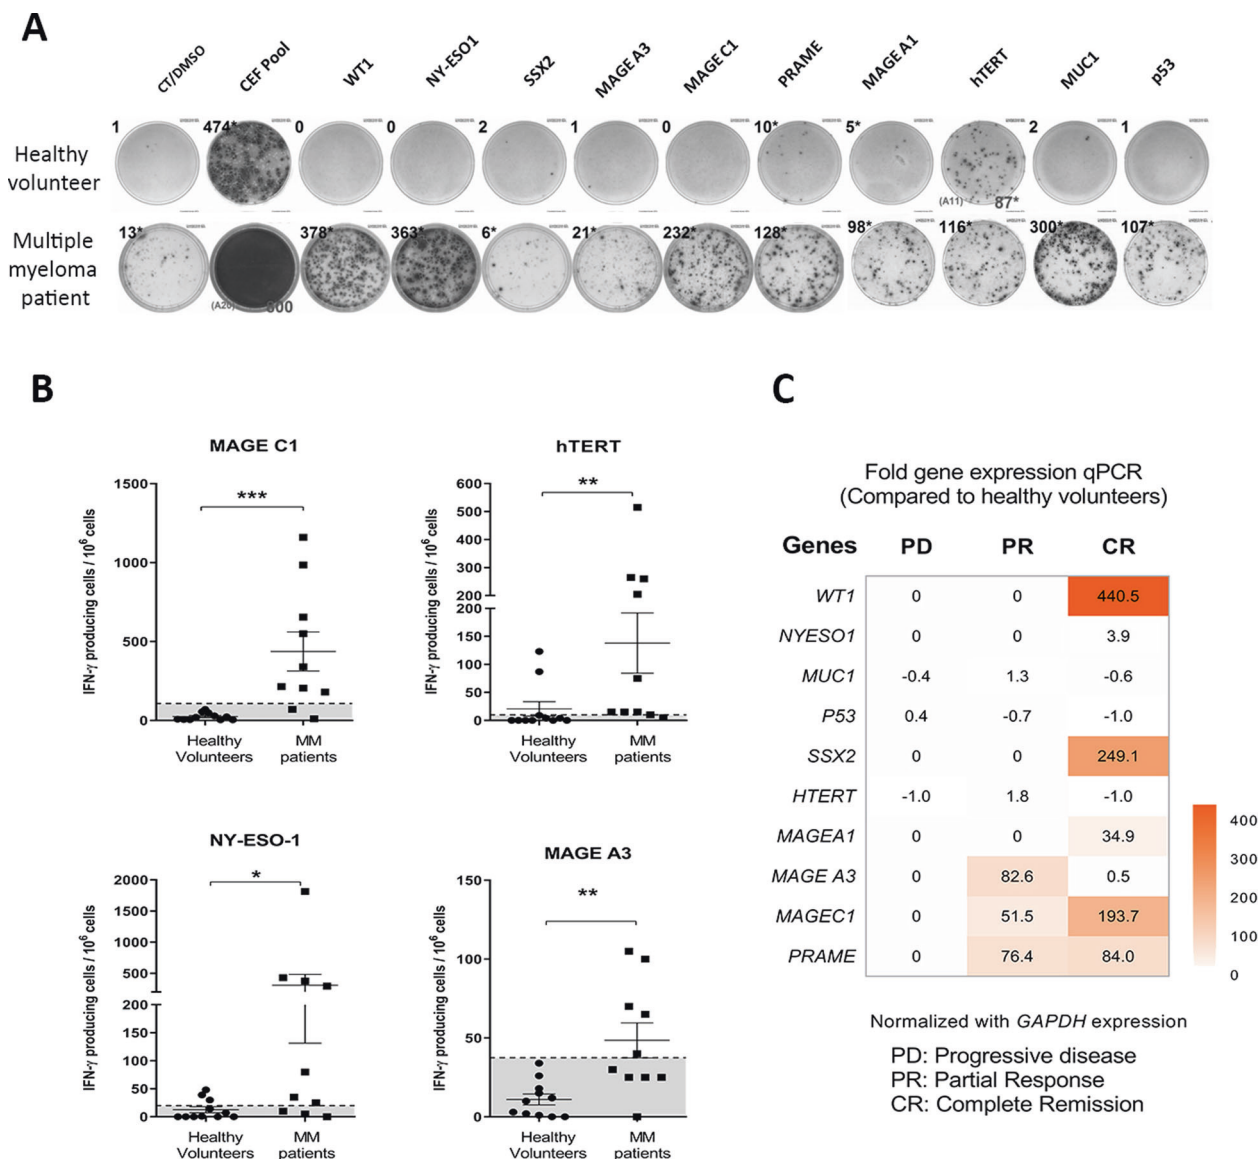 A
CT/DMSO CEF Pool WT1 NY-ESO1 SSX2 MAGE A3 MAGE C1 PRAME MAGE A1 hTERT MUC1 p53
Healthy
volunteer
1 474* 0 0 2 1 0 10* 5* 2 1
(A11) 87*
Multiple
myeloma
patient
13* 378* 363* 6* 21* 232* 128* 98* 116* 300* 107*
B
MAGE C1
IFN-γ producing cells / 10⁶ cells
1500
1000
500
0
***
Healthy
Volunteers
MM
patients
hTERT
IFN-γ producing cells / 10⁶ cells
600
500
400
300
200
200
150
100
50
0
**
Healthy
Volunteers
MM
patients
NY-ESO-1
IFN-γ producing cells / 10⁶ cells
2000
1500
1000
500
200
150
100
50
0
*
Healthy
Volunteers
MM
patients
MAGE A3
IFN-γ producing cells / 10⁶ cells
150
100
50
0
**
Healthy
Volunteers
MM
patients
C
Fold gene expression qPCR
(Compared to healthy volunteers)
Genes PD PR CR
WT1 0 0 440.5
NYESO1 0 0 3.9
MUC1 -0.4 1.3 -0.6
P53 0.4 -0.7 -1.0
SSX2 0 0 249.1
HTERT -1.0 1.8 -1.0
MAGEA1 0 0 34.9
MAGE A3 0 82.6 0.5
MAGEC1 0 51.5 193.7
PRAME 0 76.4 84.0
400
300
200
100
0
Normalized with GAPDH expression
PD: Progressive disease
PR: Partial Response
CR: Complete Remission